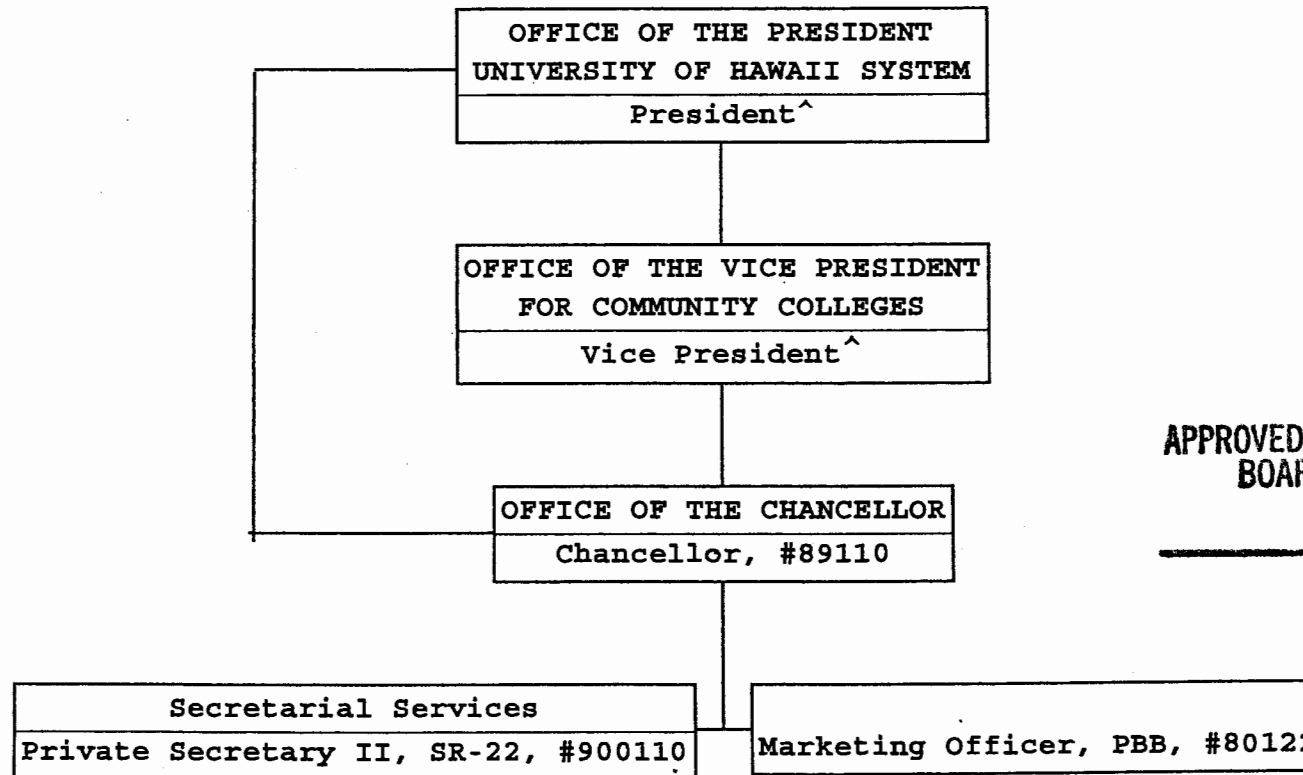 OFFICE OF THE PRESIDENT
UNIVERSITY OF HAWAII SYSTEM
President^
OFFICE OF THE VICE PRESIDENT
FOR COMMUNITY COLLEGES
Vice President^
APPROVED
OFFICE OF THE CHANCELLOR
Chancellor, #89110
Secretarial Services
Private Secretary II, SR-22, #900110
Marketing Officer, PBB, #80122